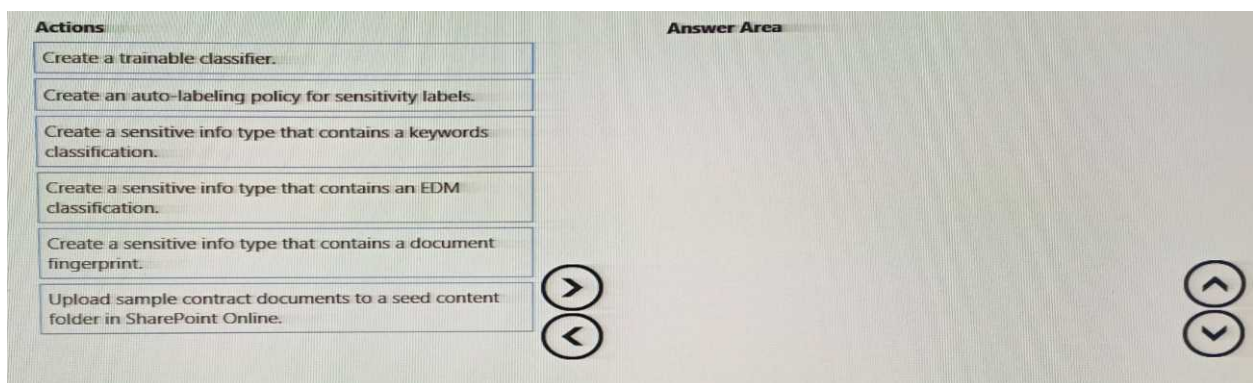 Actions
Answer Area
Create a trainable classifier.
Create an auto-labeling policy for sensitivity labels.
Create a sensitive info type that contains a keywords
classification.
Create a sensitive info type that contains an EDM
classification.
Create a sensitive info type that contains a document
fingerprint.
Upload sample contract documents to a seed content
folder in SharePoint Online.